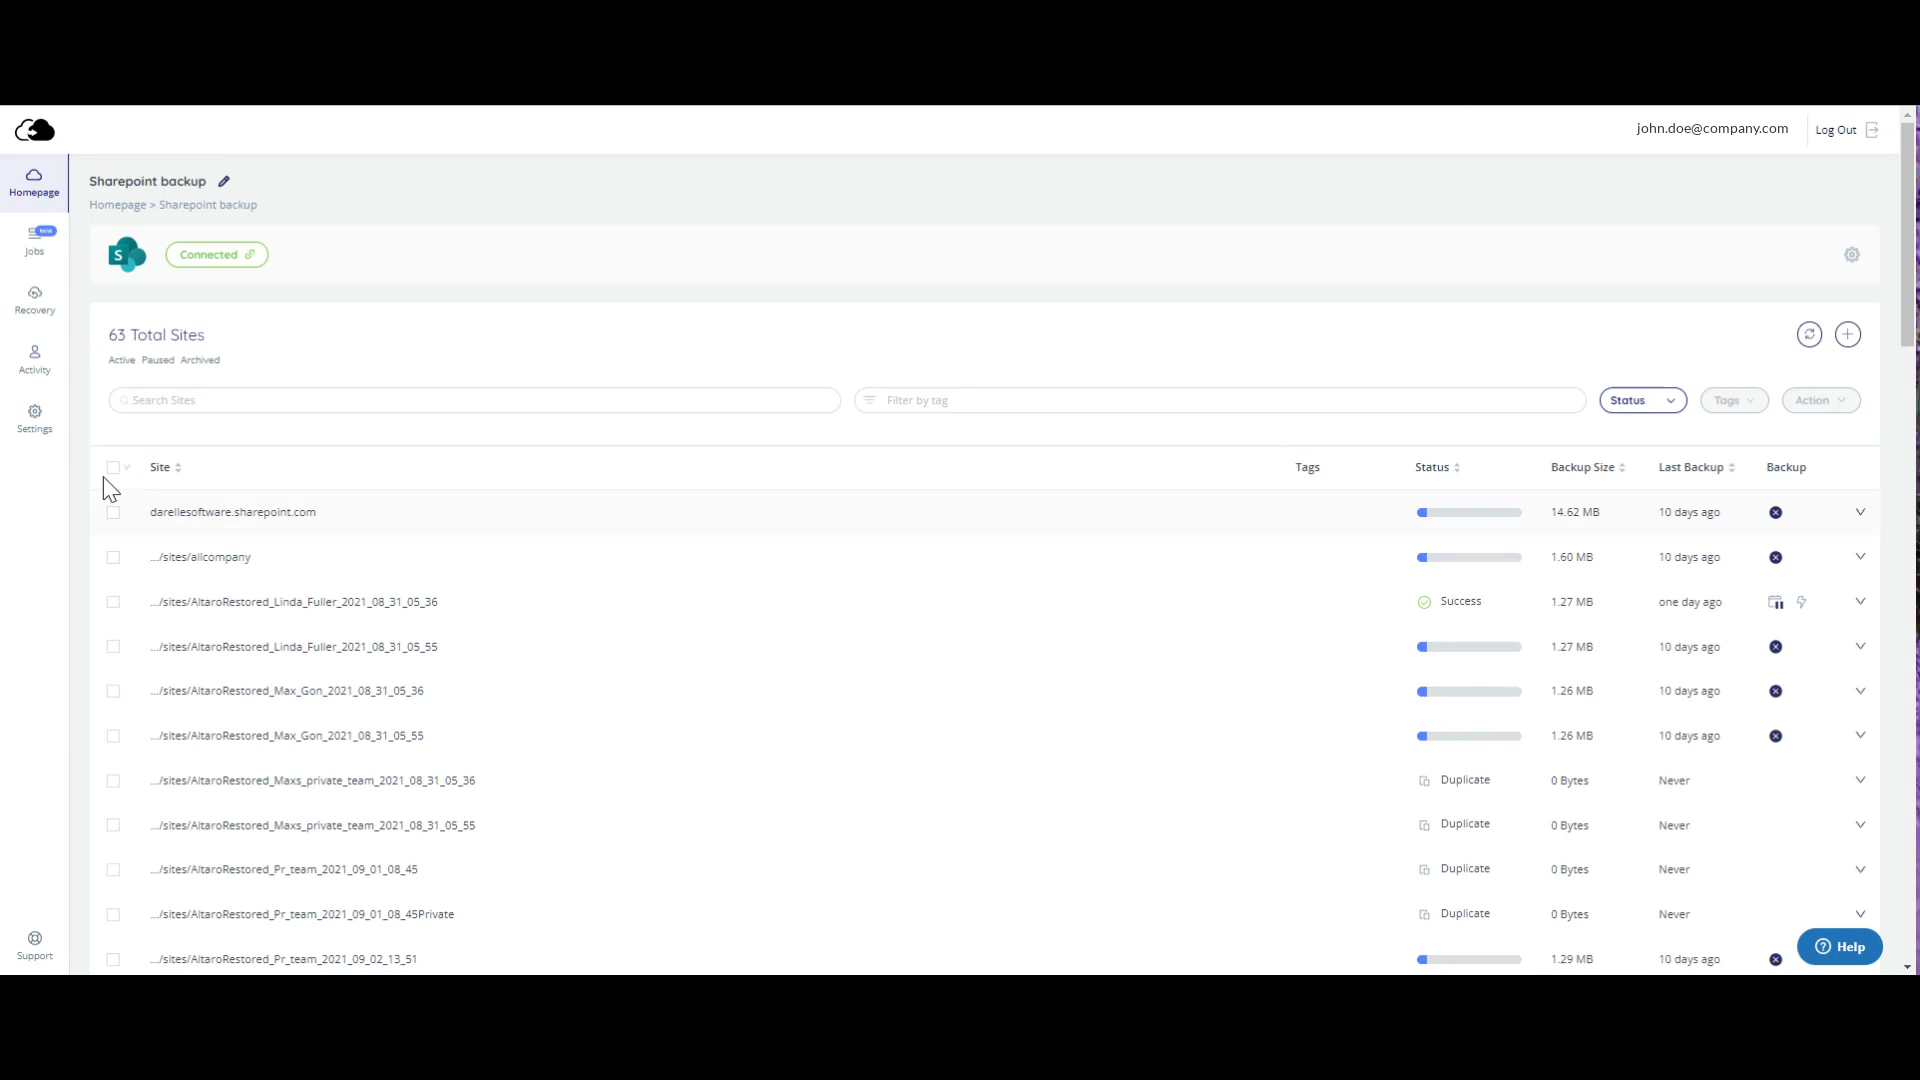 john.doe@company.com Log Out
Homepage
Sharepoint backup
Homepage > Sharepoint backup
NEW
Jobs
S Connected
Recovery
63 Total Sites
Active Paused Archived
Activity
Search Sites Filter by tag Status Tags Action
Settings
Site Tags Status Backup Size Last Backup Backup
darellesoftware.sharepoint.com 14.62 MB 10 days ago
.../sites/allcompany 1.60 MB 10 days ago
.../sites/AltaroRestored_Linda_Fuller_2021_08_31_05_36 Success 1.27 MB one day ago
.../sites/AltaroRestored_Linda_Fuller_2021_08_31_05_55 1.27 MB 10 days ago
.../sites/AltaroRestored_Max_Gon_2021_08_31_05_36 1.26 MB 10 days ago
.../sites/AltaroRestored_Max_Gon_2021_08_31_05_55 1.26 MB 10 days ago
.../sites/AltaroRestored_Maxs_private_team_2021_08_31_05_36 Duplicate 0 Bytes Never
.../sites/AltaroRestored_Maxs_private_team_2021_08_31_05_55 Duplicate 0 Bytes Never
.../sites/AltaroRestored_Pr_team_2021_09_01_08_45 Duplicate 0 Bytes Never
.../sites/AltaroRestored_Pr_team_2021_09_01_08_45Private Duplicate 0 Bytes Never
Help
Support
.../sites/AltaroRestored_Pr_team_2021_09_02_13_51 1.29 MB 10 days ago